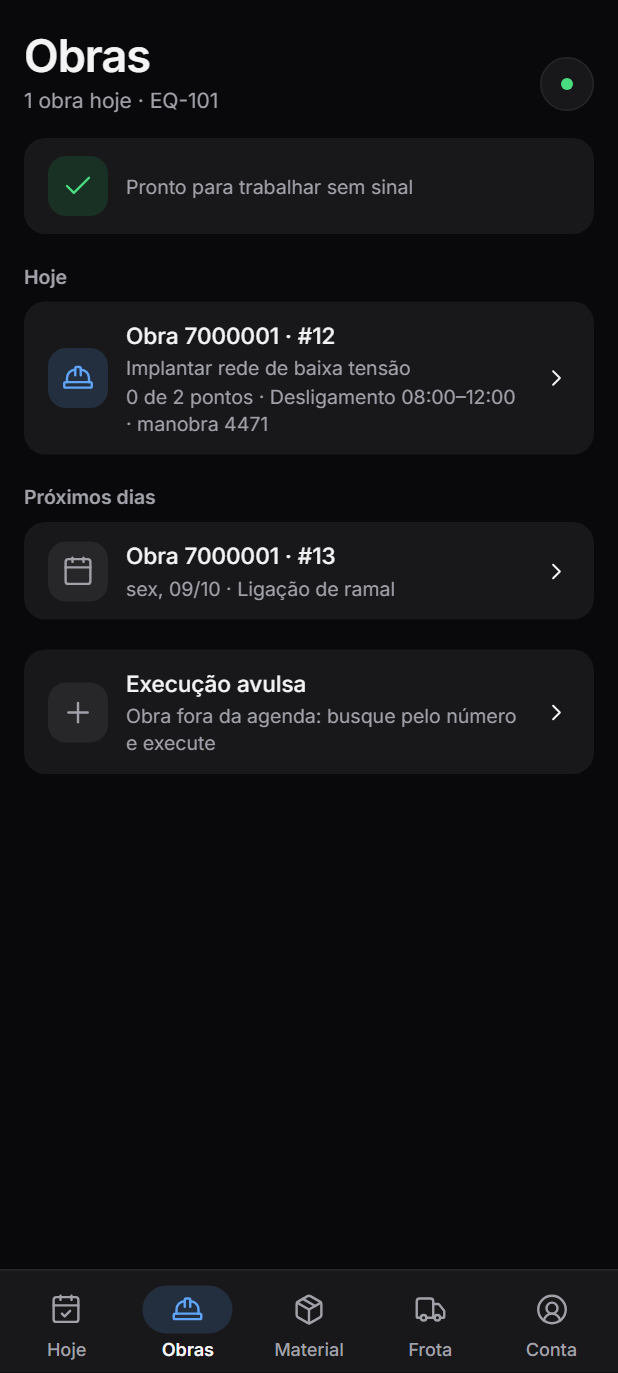 Obras
1 obra hoje · EQ-101
Pronto para trabalhar sem sinal
Hoje
Obra 7000001 · #12
Implantar rede de baixa tensão
0 de 2 pontos · Desligamento 08:00–12:00
· manobra 4471
Próximos dias
Obra 7000001 · #13
sex, 09/10 · Ligação de ramal
Execução avulsa
Obra fora da agenda: busque pelo número
e execute
Hoje
Obras
Material
Frota
Conta